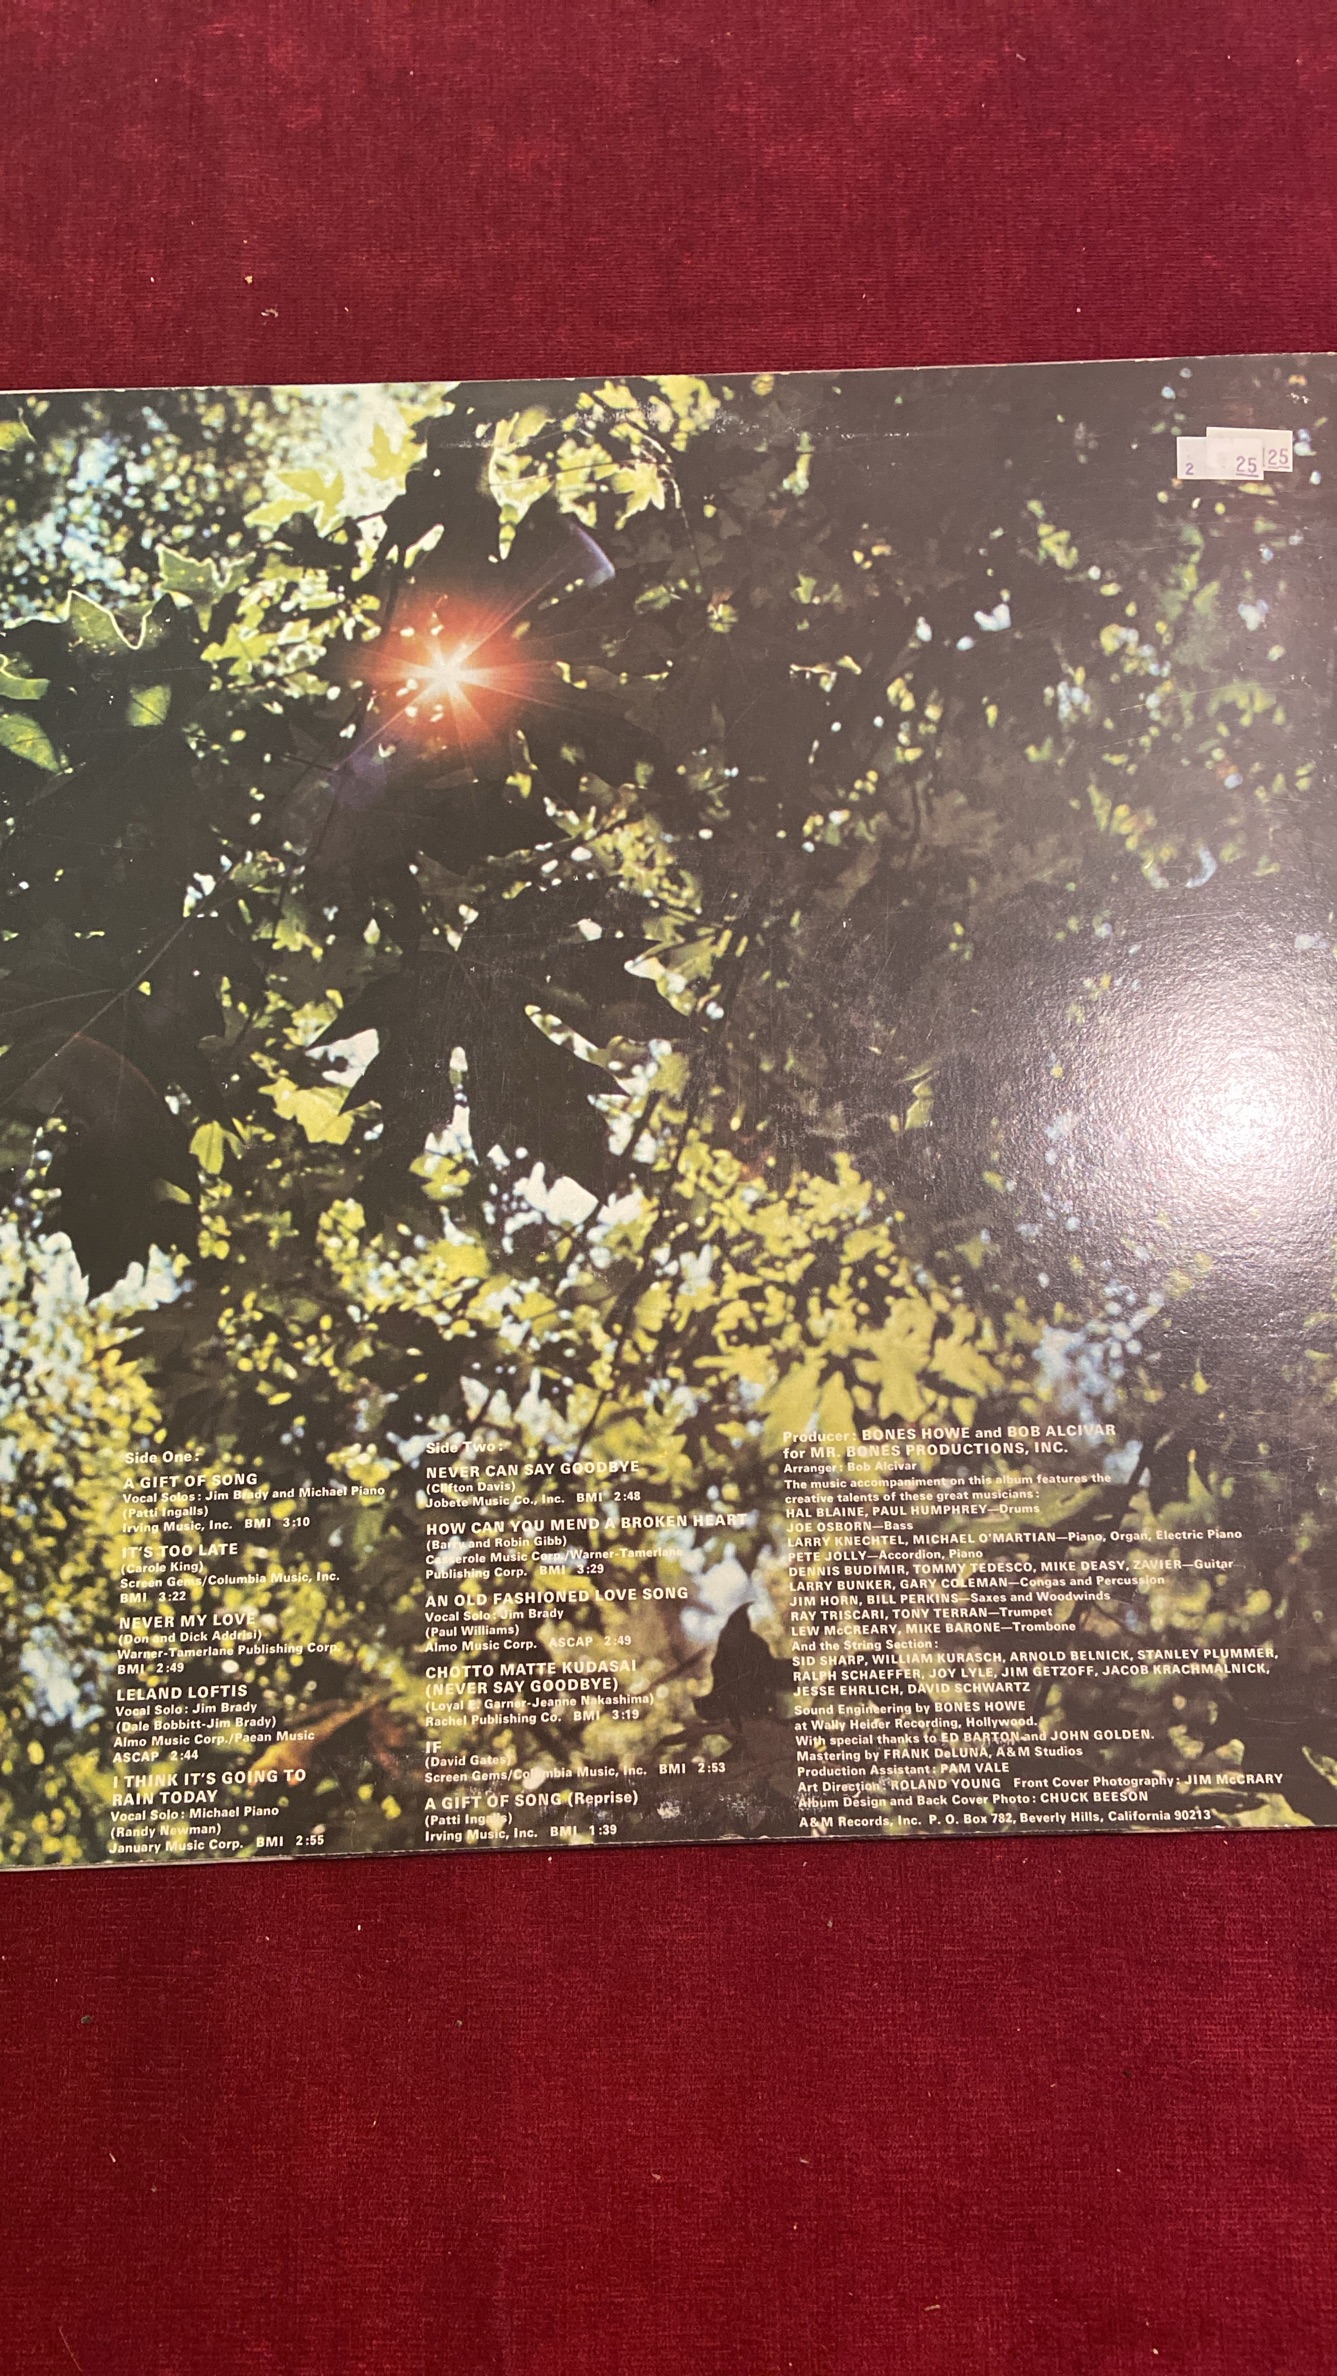 2
25
25
Side One:
A GIFT OF SONG
Vocal Solos: Jim Brady and Michael Piano
(Patti Ingalls)
Irving Music, Inc. BMI 3:10
IT'S TOO LATE
(Carole King)
Screen Gems/Columbia Music, Inc.
BMI 3:22
NEVER MY LOVE
(Don and Dick Addrisi)
Warner-Tamerlane Publishing Corp.
BMI 2:49
LELAND LOFTIS
Vocal Solo: Jim Brady
(Dale Bobbitt-Jim Brady)
Almo Music Corp./Paean Music
ASCAP 2:44
I THINK IT'S GOING TO
RAIN TODAY
Vocal Solo: Michael Piano
(Randy Newman)
January Music Corp. BMI 2:55
Side Two:
NEVER CAN SAY GOODBYE
(Clifton Davis)
Jobete Music Co., Inc. BMI 2:48
HOW CAN YOU MEND A BROKEN HEART
(Barry and Robin Gibb)
Casserole Music Corp./Warner-Tamerlane
Publishing Corp. BMI 3:29
AN OLD FASHIONED LOVE SONG
Vocal Solo: Jim Brady
(Paul Williams)
Almo Music Corp. ASCAP 2:49
CHOTTO MATTE KUDASAI
(NEVER SAY GOODBYE)
(Loyal E. Garner-Jeanne Nakashima)
Rachel Publishing Co. BMI 3:19
IF
(David Gates)
Screen Gems/Columbia Music, Inc. BMI 2:53
A GIFT OF SONG (Reprise)
(Patti Ingalls)
Irving Music, Inc. BMI 1:39
Producer: BONES HOWE and BOB ALCIVAR
for MR. BONES PRODUCTIONS, INC.
Arranger: Bob Alcivar
The music accompaniment on this album features the
creative talents of these great musicians:
HAL BLAINE, PAUL HUMPHREY—Drums
JOE OSBORN—Bass
LARRY KNECHTEL, MICHAEL O'MARTIAN—Piano, Organ, Electric Piano
PETE JOLLY—Accordion, Piano
DENNIS BUDIMIR, TOMMY TEDESCO, MIKE DEASY, ZAVIER—Guitar
LARRY BUNKER, GARY COLEMAN—Congas and Percussion
JIM HORN, BILL PERKINS—Saxes and Woodwinds
RAY TRISCARI, TONY TERRAN—Trumpet
LEW McCREARY, MIKE BARONE—Trombone
And the String Section:
SID SHARP, WILLIAM KURASCH, ARNOLD BELNICK, STANLEY PLUMMER,
RALPH SCHAEFFER, JOY LYLE, JIM GETZOFF, JACOB KRACHMALNICK,
JESSE EHRLICH, DAVID SCHWARTZ
Sound Engineering by BONES HOWE
at Wally Heider Recording, Hollywood.
With special thanks to ED BARTON and JOHN GOLDEN.
Mastering by FRANK DeLUNA, A&M Studios
Production Assistant: PAM VALE
Art Direction: ROLAND YOUNG Front Cover Photography: JIM McCRARY
Album Design and Back Cover Photo: CHUCK BEESON
A&M Records, Inc. P. O. Box 782, Beverly Hills, California 90213